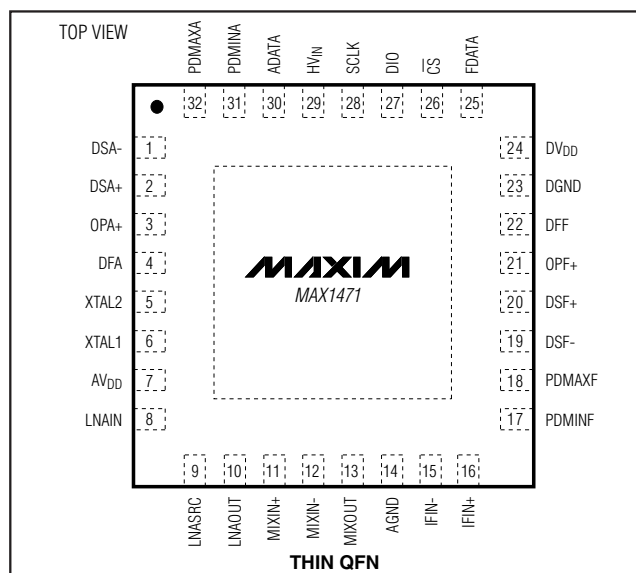 TOP VIEW
PDMAXA
PDMINA
ADATA
HVIN
SCLK
DIO
CS
FDATA
32
31
30
29
28
27
26
25
DSA- 1
DSA+ 2
OPA+ 3
DFA 4
XTAL2 5
XTAL1 6
AVDD 7
LNAIN 8
MAXIM
MAX1471
24 DVDD
23 DGND
22 DFF
21 OPF+
20 DSF+
19 DSF-
18 PDMAXF
17 PDMINF
9
10
11
12
13
14
15
16
LNASRC
LNAOUT
MIXIN+
MIXIN-
MIXOUT
AGND
IFIN-
IFIN+
THIN QFN